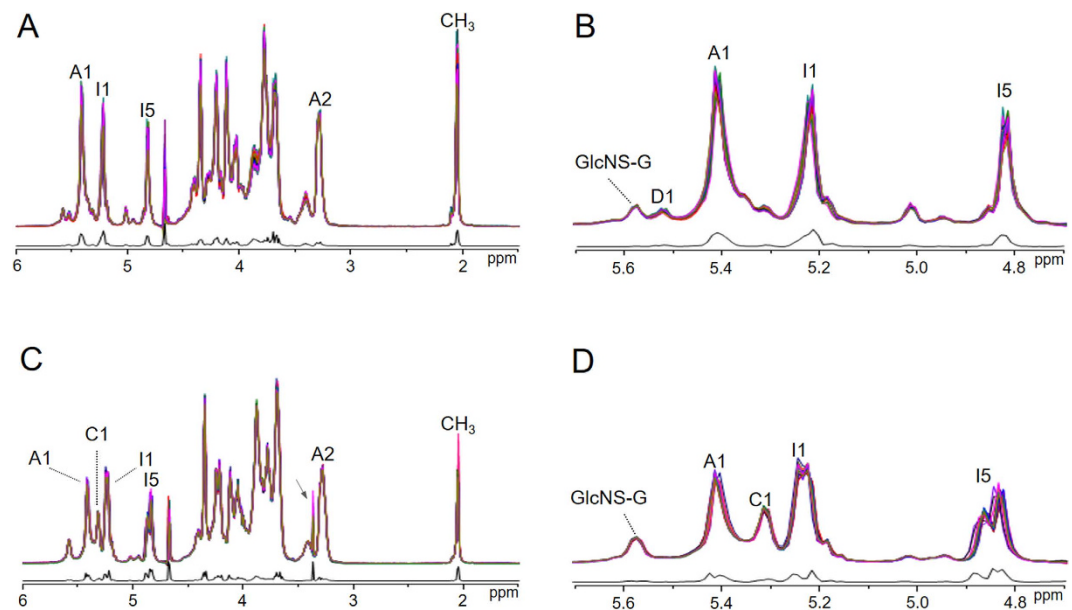 A
CH3
A1
I1
I5
A2
6 5 4 3 2 ppm
B
A1
I1
I5
GlcNS-G
D1
5.6 5.4 5.2 5.0 4.8 ppm
C
CH3
C1
A1
I1
I5
A2
6 5 4 3 2 ppm
D
A1
I1
I5
C1
GlcNS-G
5.6 5.4 5.2 5.0 4.8 ppm